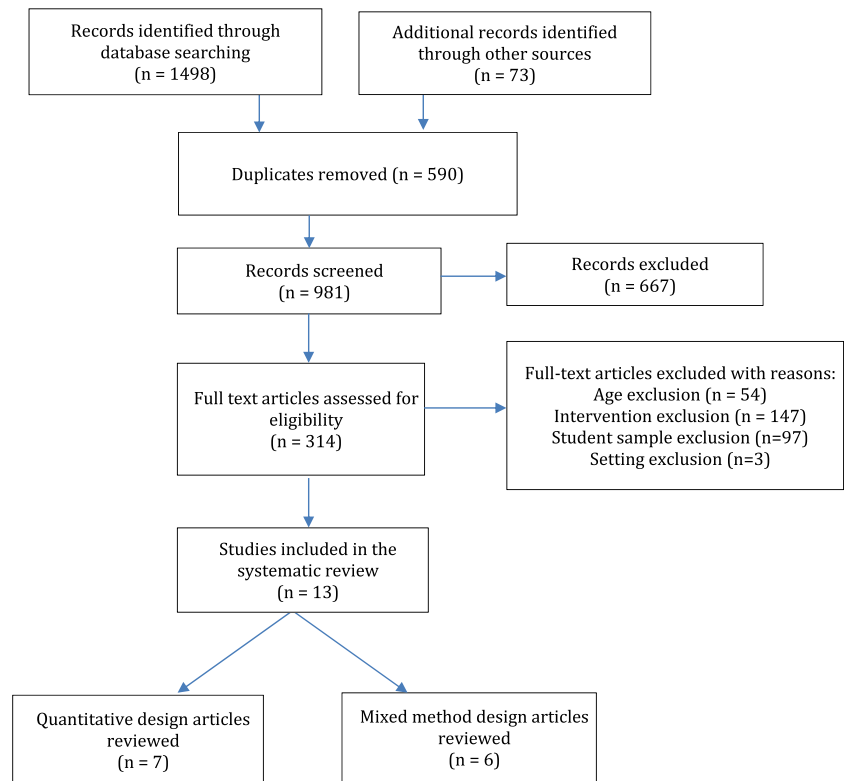 Records identified through
database searching
(n = 1498)
Additional records identified
through other sources
(n = 73)
Duplicates removed (n = 590)
Records screened
(n = 981)
Records excluded
(n = 667)
Full text articles assessed for
eligibility
(n = 314)
Full-text articles excluded with reasons:
Age exclusion (n = 54)
Intervention exclusion (n = 147)
Student sample exclusion (n=97)
Setting exclusion (n=3)
Studies included in the
systematic review
(n = 13)
Quantitative design articles
reviewed
(n = 7)
Mixed method design articles
reviewed
(n = 6)